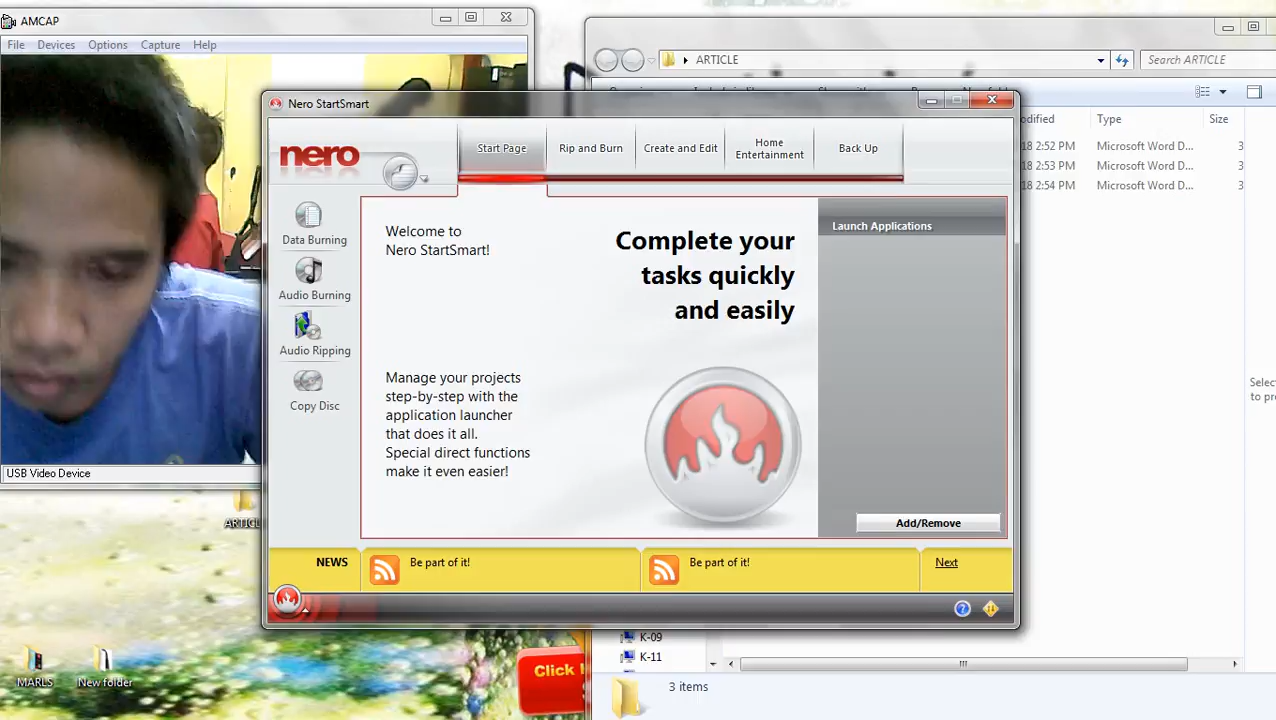 AMCAP
File Devices Options Capture Help
USB Video Device
ARTICLE
Search ARTICLE
Type
Size
18 2:52 PM Microsoft Word D... 3
18 2:53 PM Microsoft Word D... 3
18 2:54 PM Microsoft Word D... 3
Selec
to pre
K-09
K-11
3 items
Nero StartSmart
nero
Start Page
Rip and Burn
Create and Edit
Home
Entertainment
Back Up
Data Burning
Audio Burning
Audio Ripping
Copy Disc
Welcome to
Nero StartSmart!
Complete your
tasks quickly
and easily
Manage your projects
step-by-step with the
application launcher
that does it all.
Special direct functions
make it even easier!
Launch Applications
Add/Remove
NEWS
Be part of it!
Be part of it!
Next
ARTICL
MARLS
New folder
Click